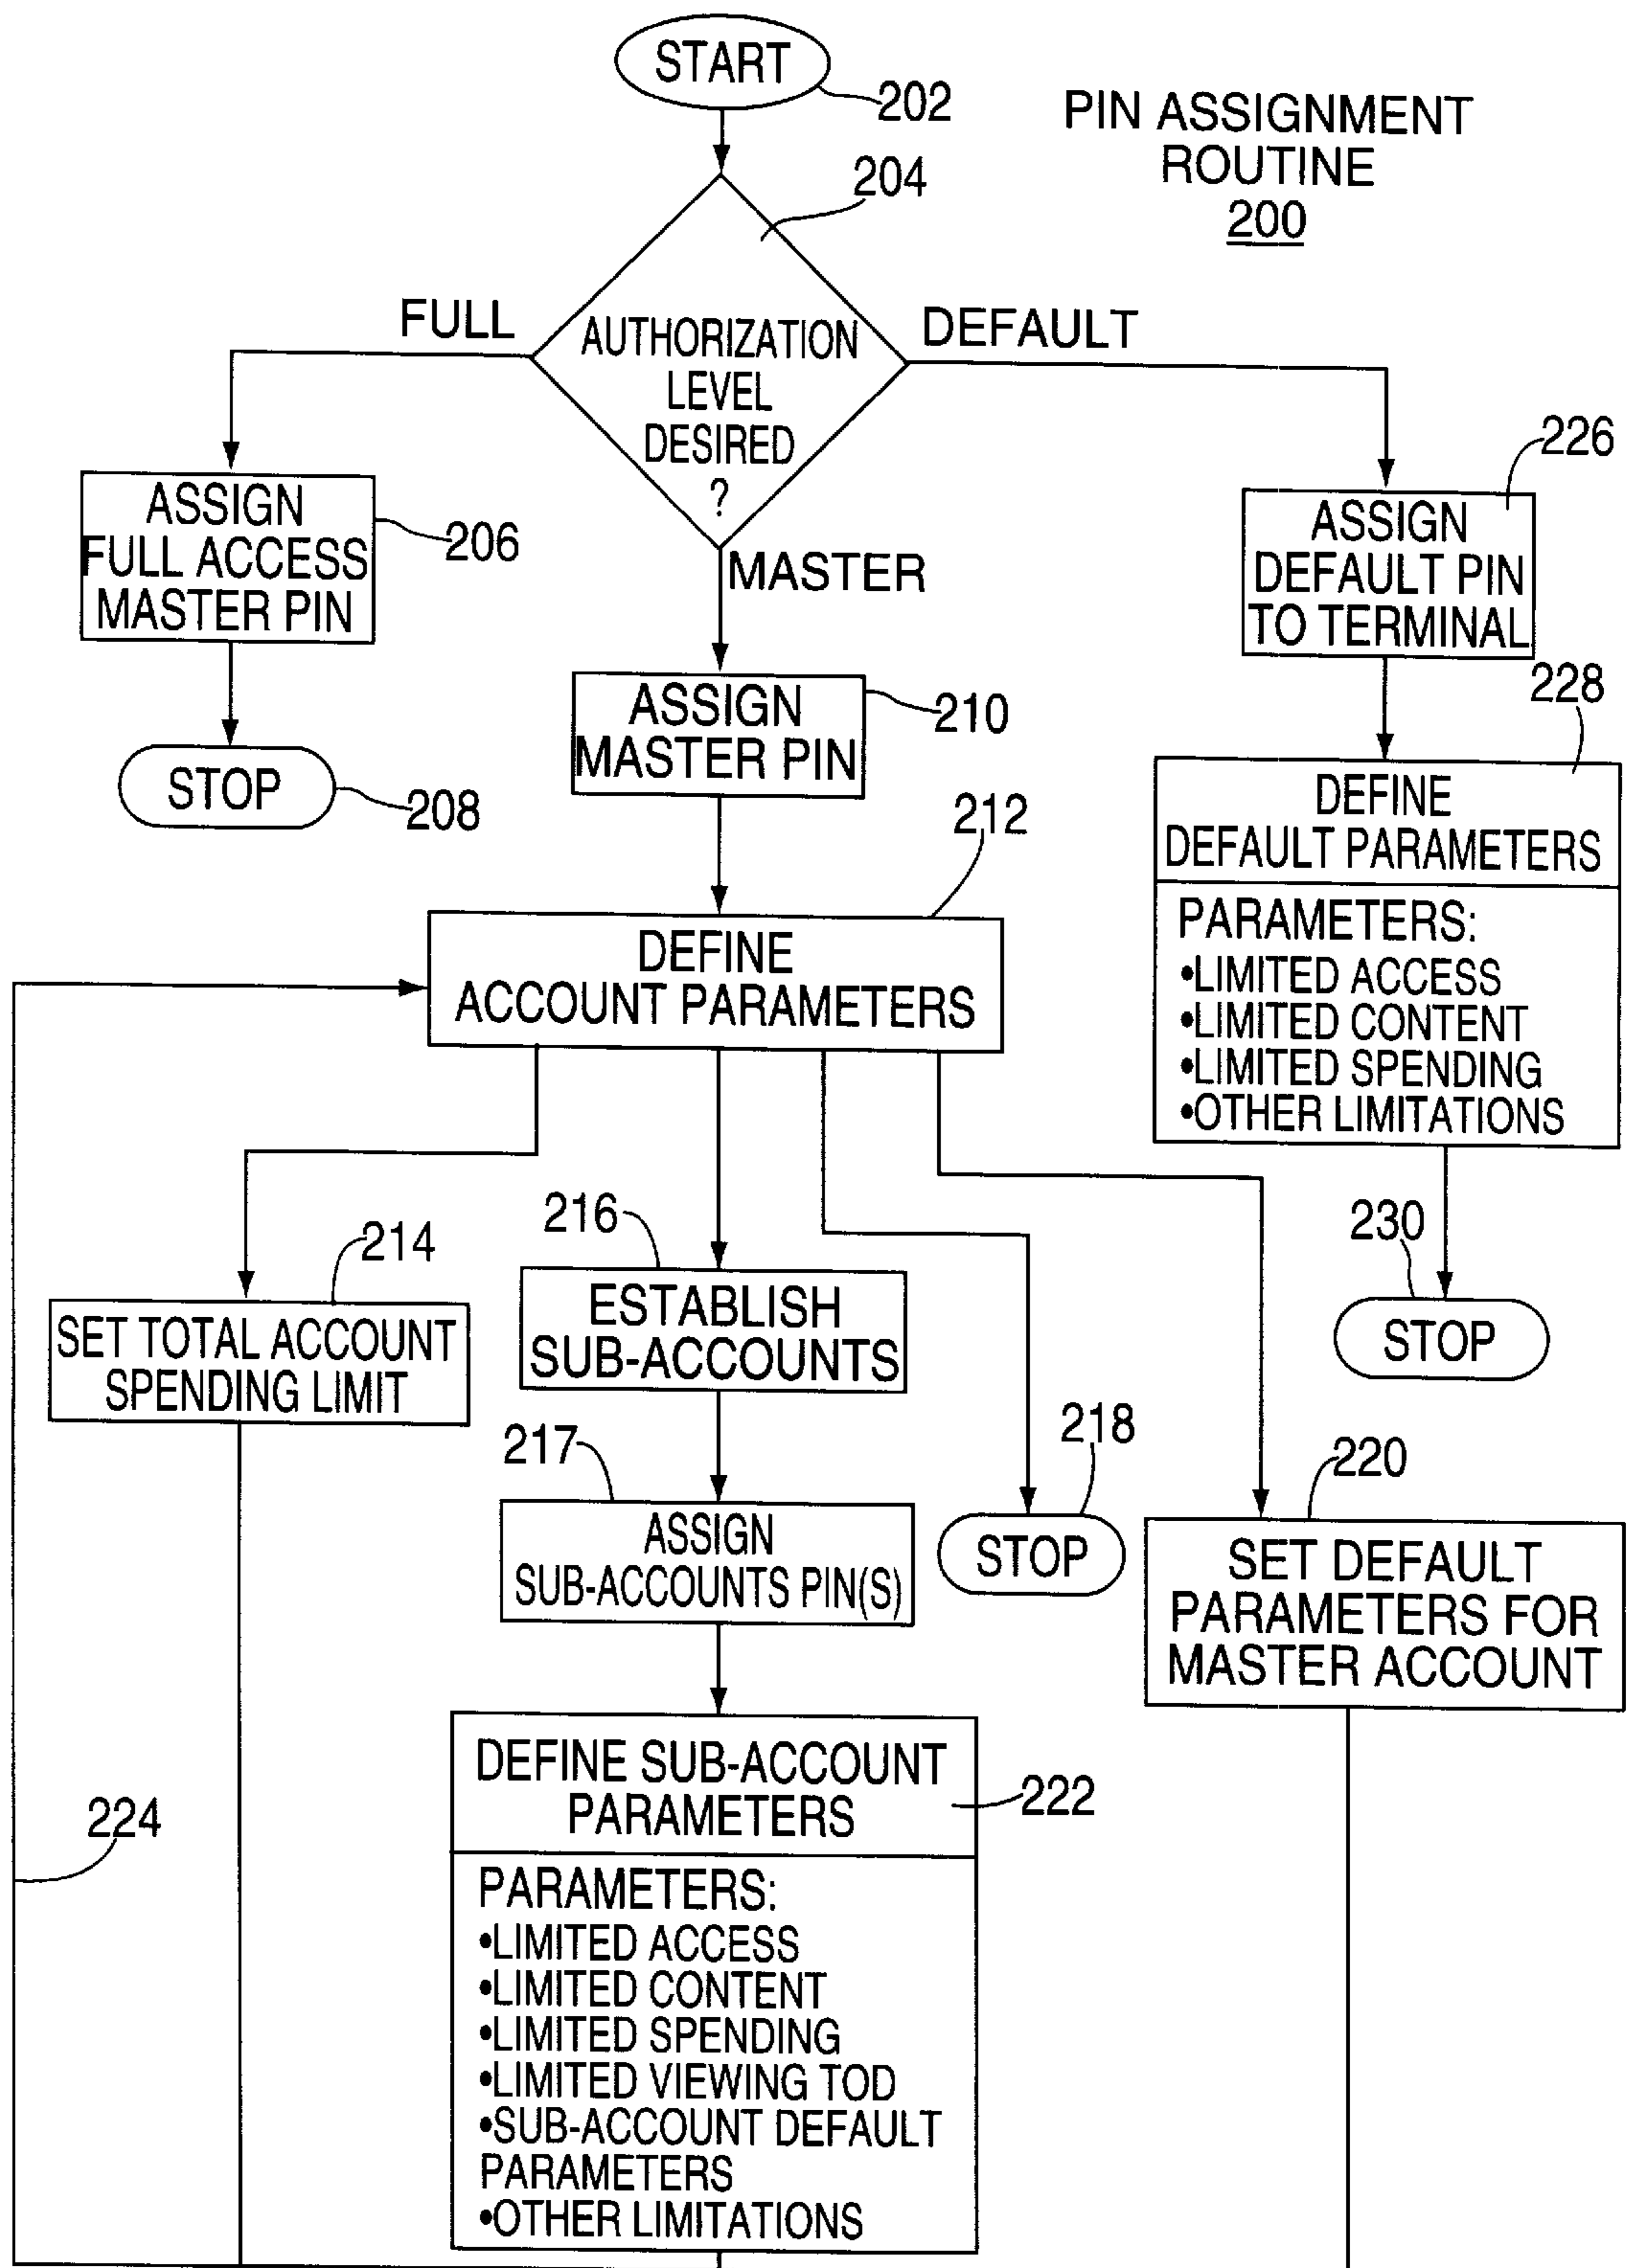 START
202
PIN ASSIGNMENT
ROUTINE
200
204
FULL
AUTHORIZATION
LEVEL
DESIRED
?
DEFAULT
MASTER
ASSIGN
FULL ACCESS
MASTER PIN
206
STOP
208
ASSIGN
MASTER PIN
210
226
ASSIGN
DEFAULT PIN
TO TERMINAL
228
DEFINE
DEFAULT PARAMETERS
PARAMETERS:
•LIMITED ACCESS
•LIMITED CONTENT
•LIMITED SPENDING
•OTHER LIMITATIONS
230
STOP
212
DEFINE
ACCOUNT PARAMETERS
214
SET TOTAL ACCOUNT
SPENDING LIMIT
216
ESTABLISH
SUB-ACCOUNTS
217
ASSIGN
SUB-ACCOUNTS PIN(S)
218
STOP
220
SET DEFAULT
PARAMETERS FOR
MASTER ACCOUNT
DEFINE SUB-ACCOUNT
PARAMETERS
222
PARAMETERS:
•LIMITED ACCESS
•LIMITED CONTENT
•LIMITED SPENDING
•LIMITED VIEWING TOD
•SUB-ACCOUNT DEFAULT
PARAMETERS
•OTHER LIMITATIONS
224